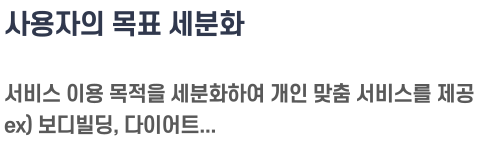 사용자의 목표 세분화
서비스 이용 목적을 세분화하여 개인 맞춤 서비스를 제공
ex) 보디빌딩, 다이어트...